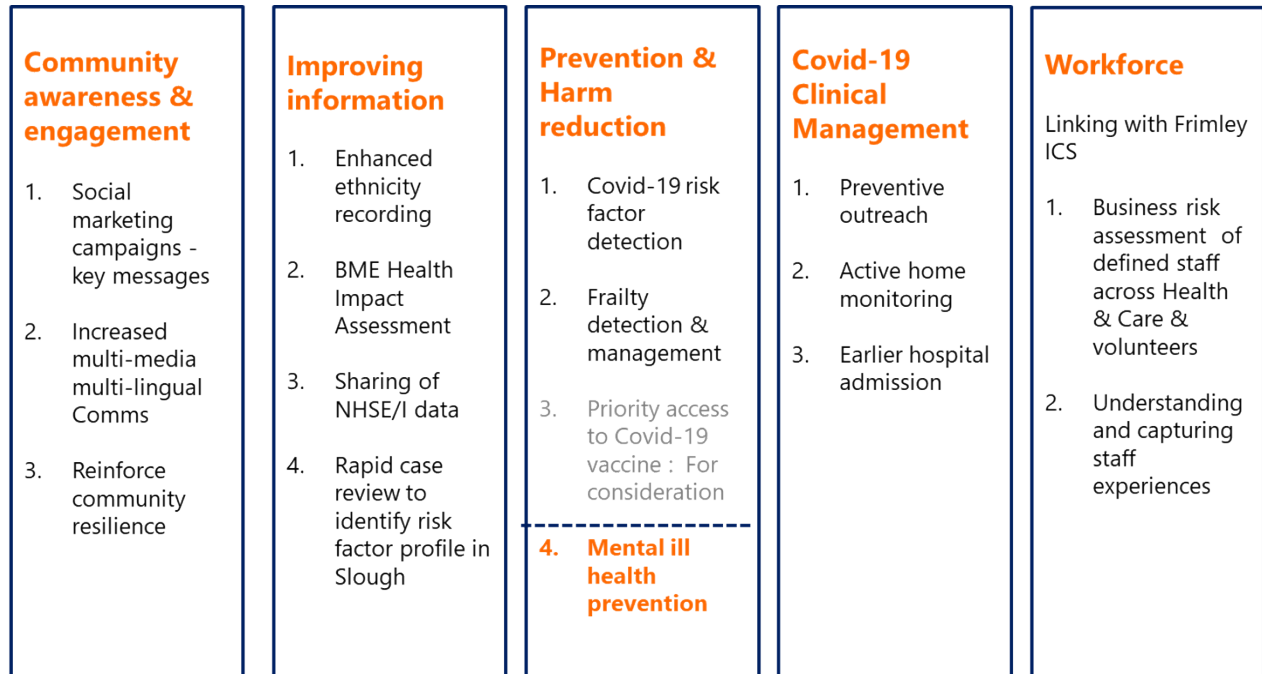 Community
awareness &
engagement
1. Social
marketing
campaigns -
key messages
2. Increased
multi-media
multi-lingual
Comms
3. Reinforce
community
resilience
Improving
information
1. Enhanced
ethnicity
recording
2. BME Health
Impact
Assessment
3. Sharing of
NHSE/I data
4. Rapid case
review to
identify risk
factor profile in
Slough
Prevention &
Harm
reduction
1. Covid-19 risk
factor
detection
2. Frailty
detection &
management
3. Priority access
to Covid-19
vaccine : For
consideration
4. Mental ill
health
prevention
Covid-19
Clinical
Management
1. Preventive
outreach
2. Active home
monitoring
3. Earlier hospital
admission
Workforce
Linking with Frimley
ICS
1. Business risk
assessment of
defined staff
across Health
& Care &
volunteers
2. Understanding
and capturing
staff
experiences